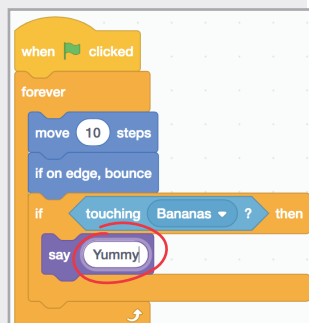 when clicked
forever
move 10 steps
if on edge, bounce
if touching Bananas ? then
say Yummy